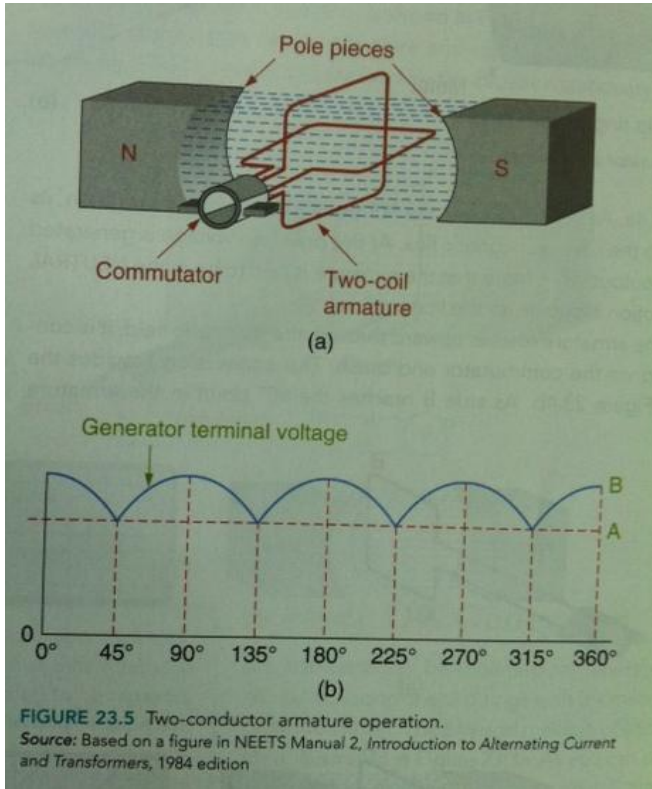 Pole pieces
N
S
Commutator
Two-coil
armature
(a)
Generator terminal voltage
B
A
0
0° 45° 90° 135° 180° 225° 270° 315° 360°
(b)
FIGURE 23.5 Two-conductor armature operation.
Source: Based on a figure in NEETS Manual 2, Introduction to Alternating Current
and Transformers, 1984 edition